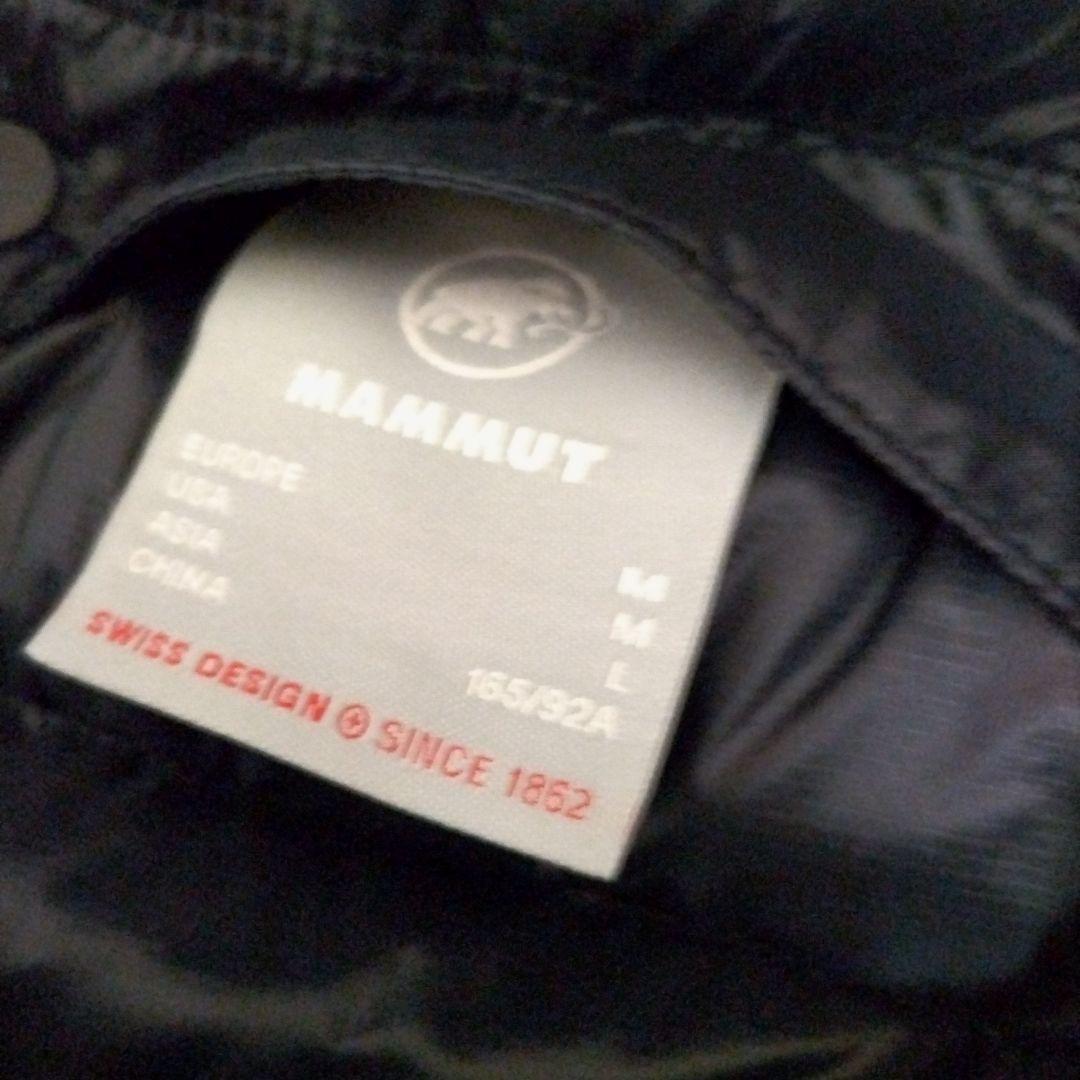 MAMMUT
EUROPE M
USA M
ASIA L
CHINA 165/92A
SWISS DESIGN SINCE 1862